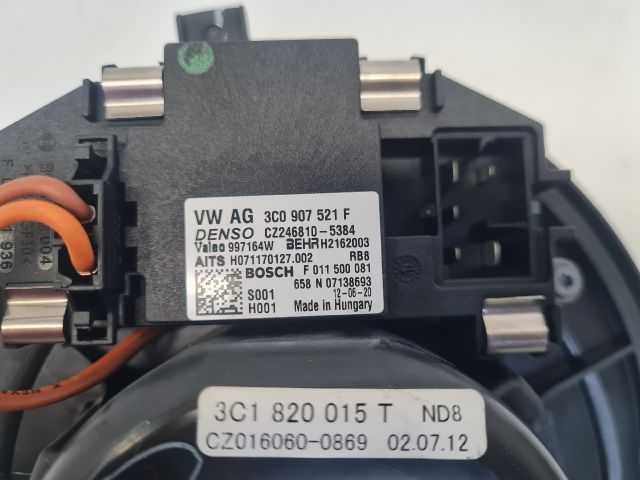 VW AG 3C0 907 521 F
DENSO CZ246810-5384
Valeo 997164W BEHR H2162003
AITS H071170127.002 RB8
BOSCH F 011 500 081
658 N 07138693
S001 12-06-20
H001 Made in Hungary
3C1 820 015 T ND8
CZ016060-0869 02.07.12